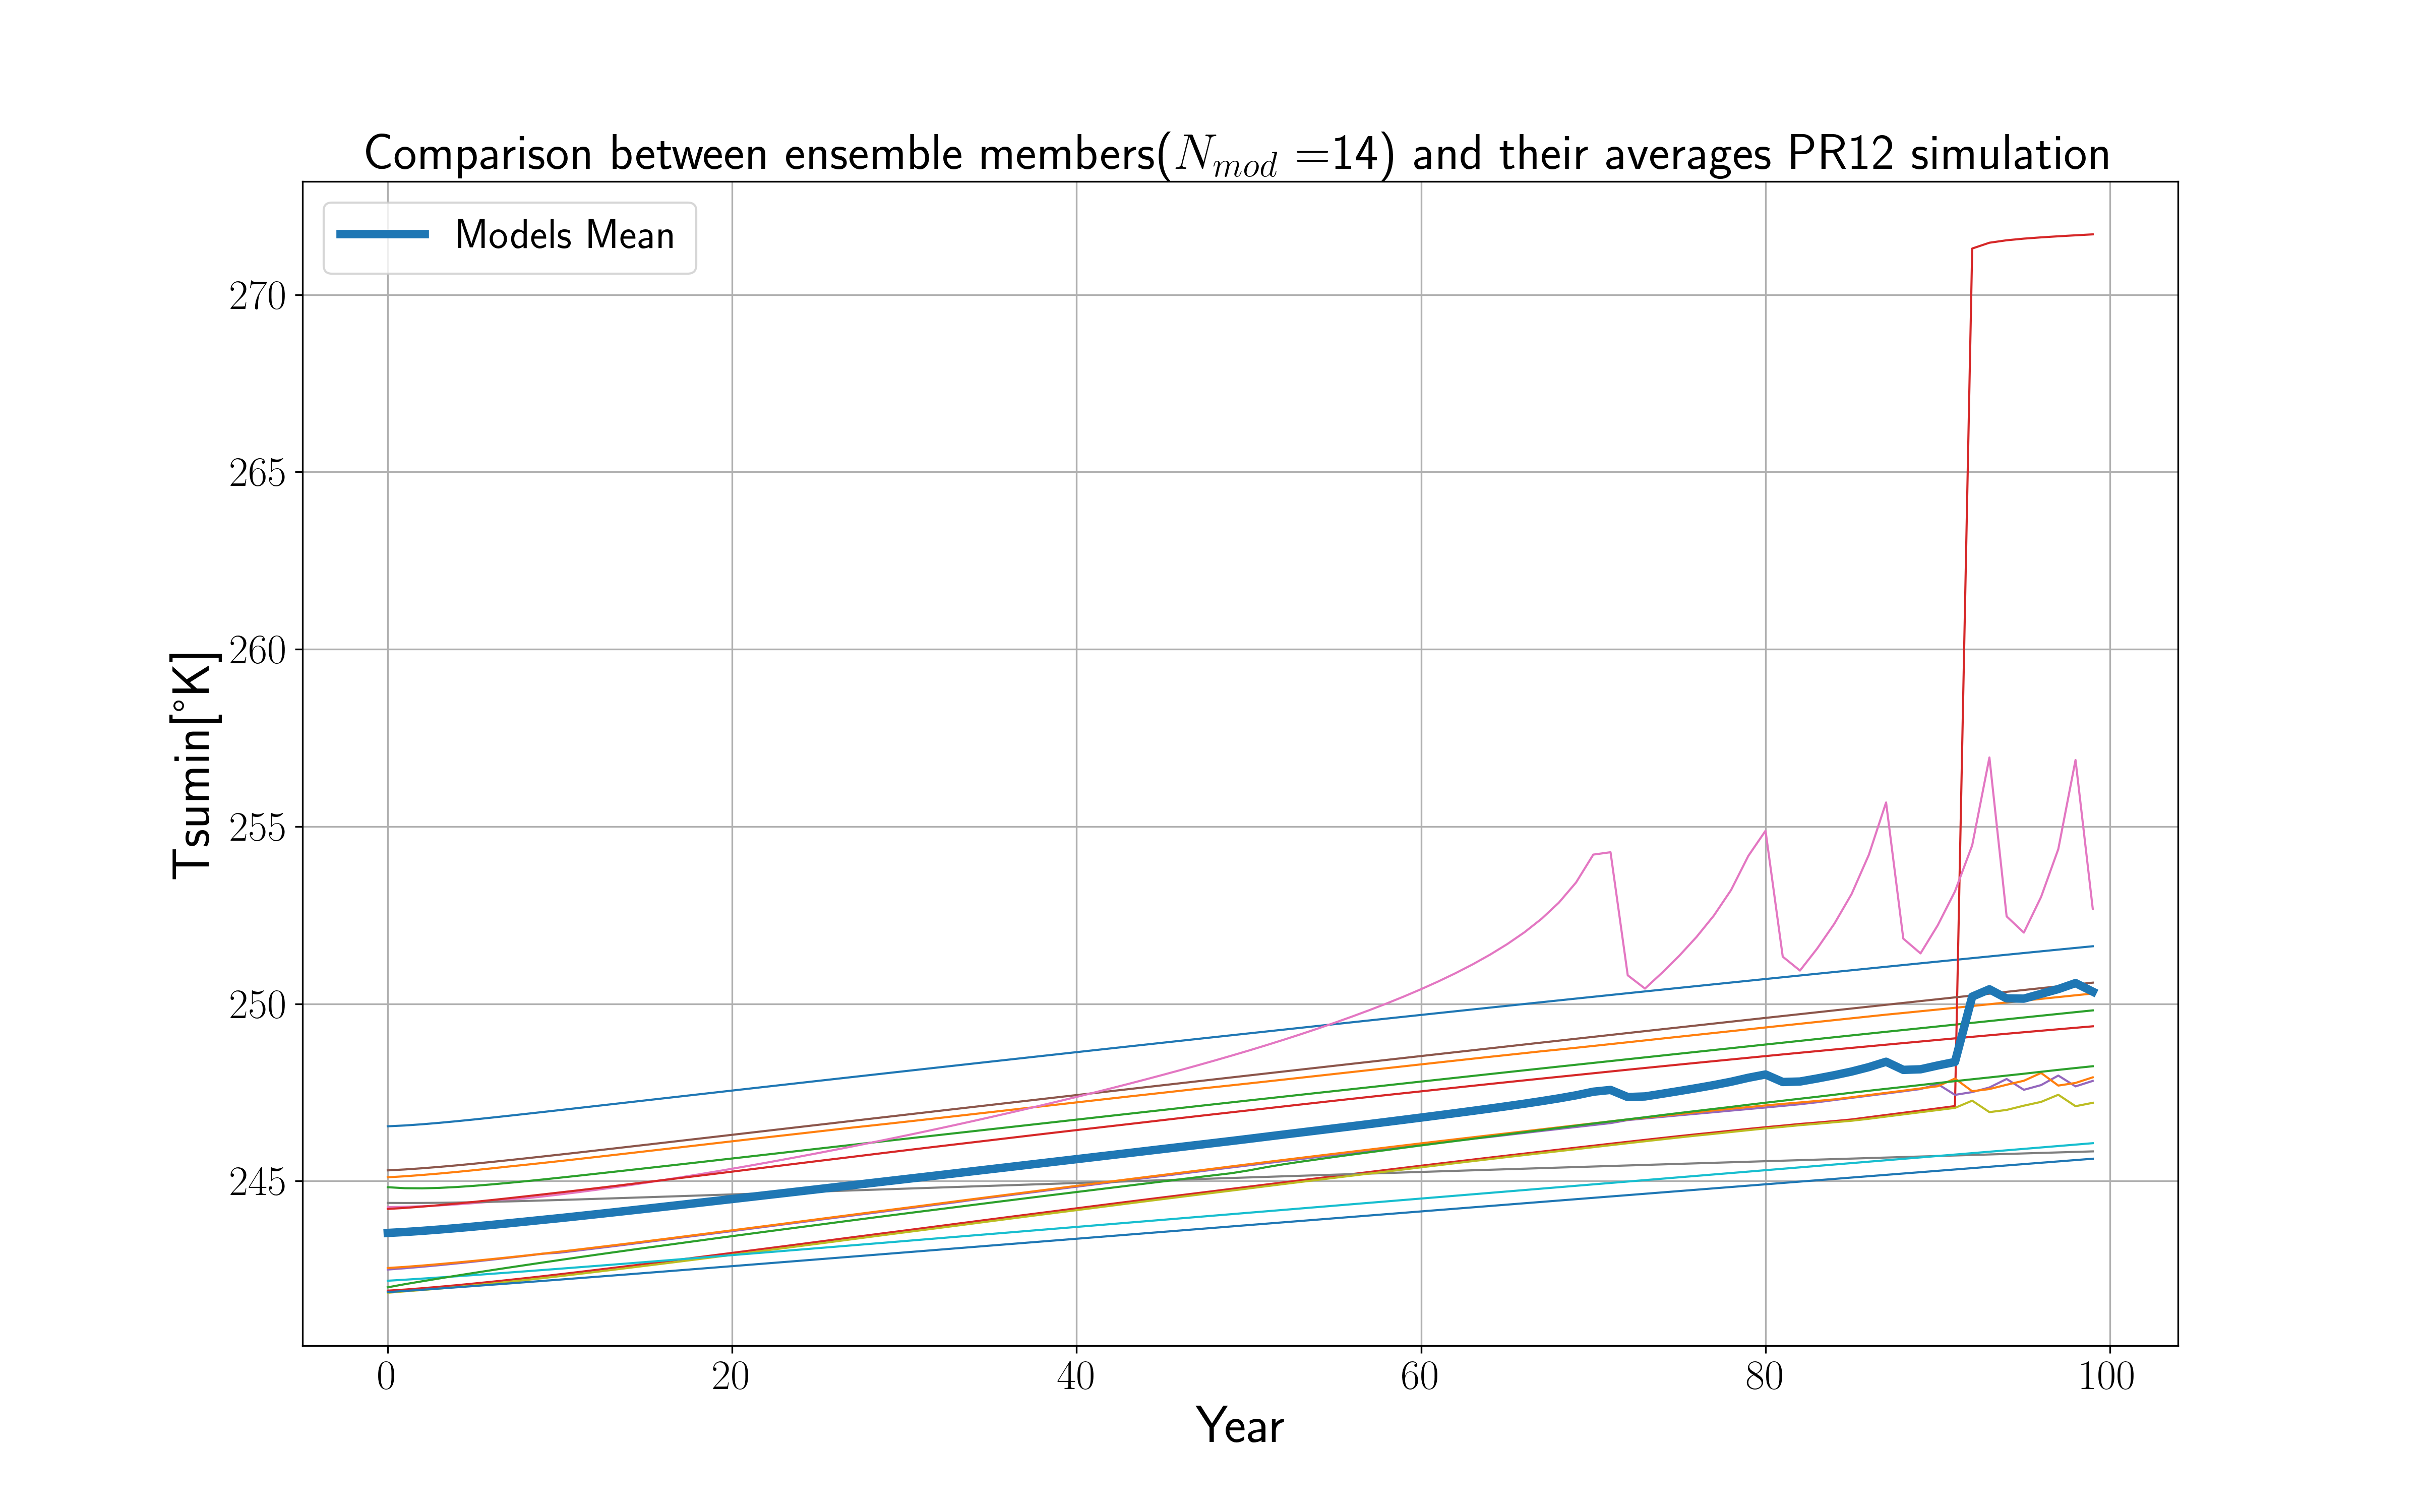 Comparison between ensemble members($N_{mod}$ =14) and their averages PR12 simulation
Models Mean
Tsumin[°K]
270
265
260
255
250
245
0 20 40 60 80 100
Year